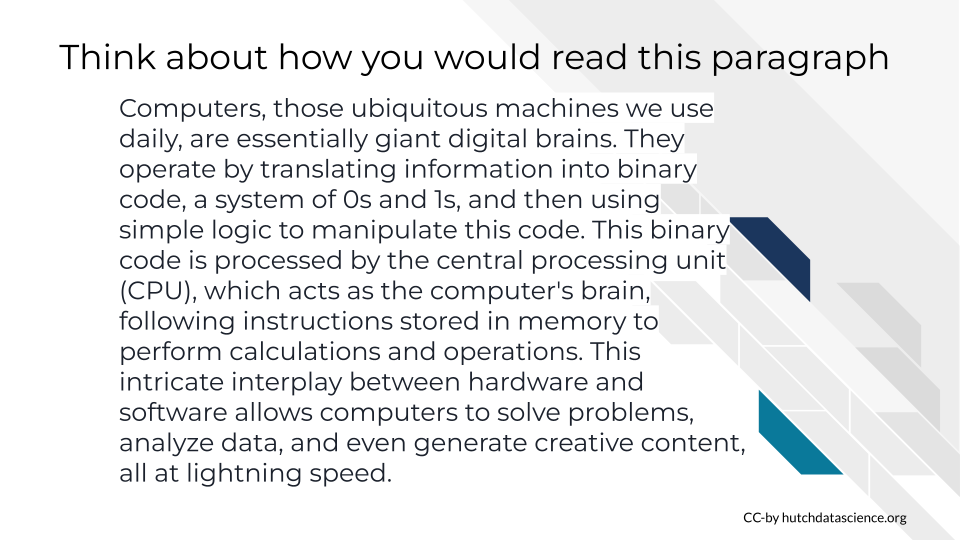 Think about how you would read this paragraph
Computers, those ubiquitous machines we use
daily, are essentially giant digital brains. They
operate by translating information into binary
code, a system of 0s and 1s, and then using
simple logic to manipulate this code. This binary
code is processed by the central processing unit
(CPU), which acts as the computer's brain,
following instructions stored in memory to
perform calculations and operations. This
intricate interplay between hardware and
software allows computers to solve problems,
analyze data, and even generate creative content,
all at lightning speed.
CC-by hutchdatascience.org